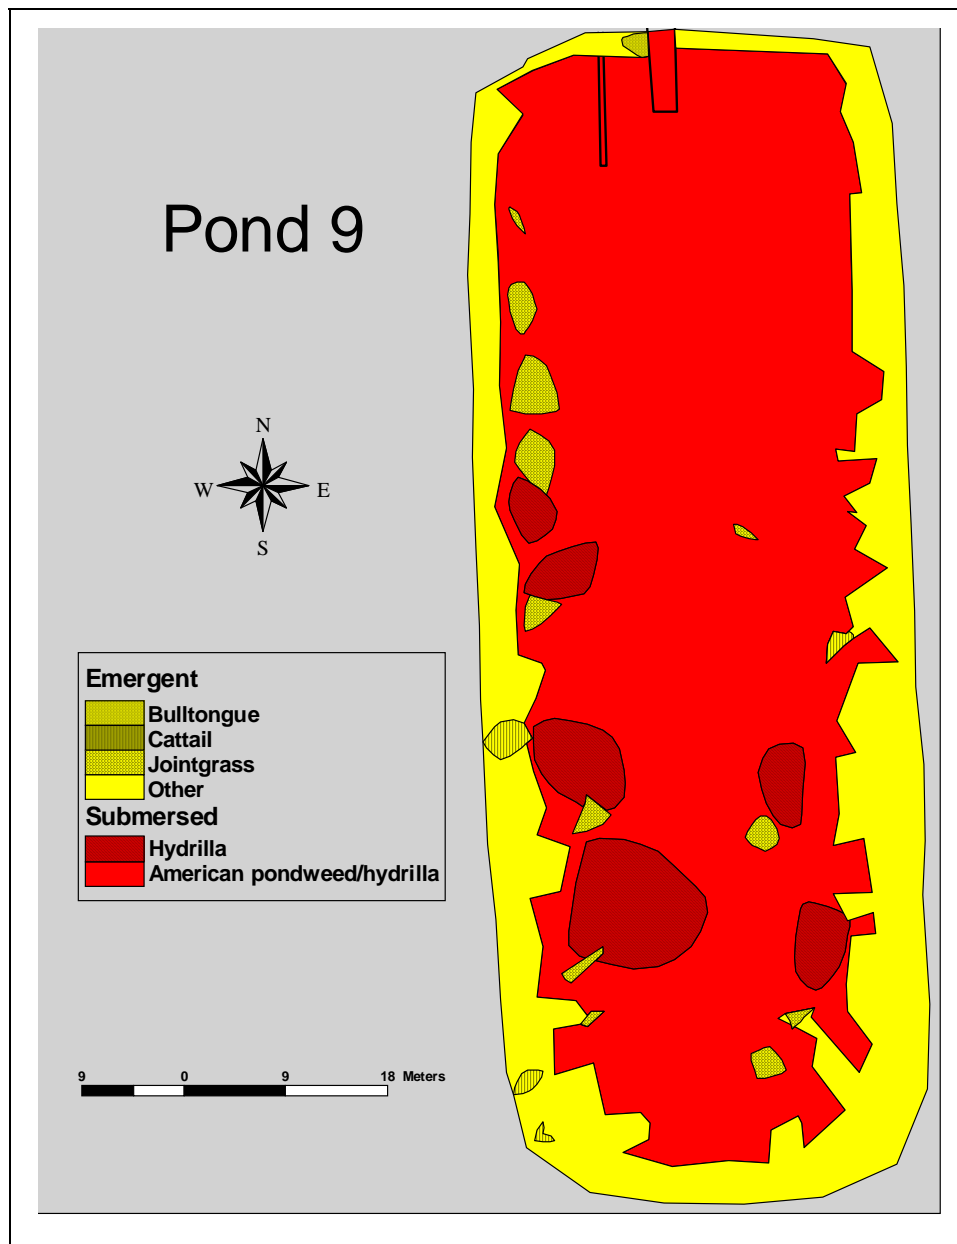 Pond 9
N
W E
S
Emergent
Bulltongue
Cattail
Jointgrass
Other
Submersed
Hydrilla
American pondweed/hydrilla
9 0 9 18 Meters